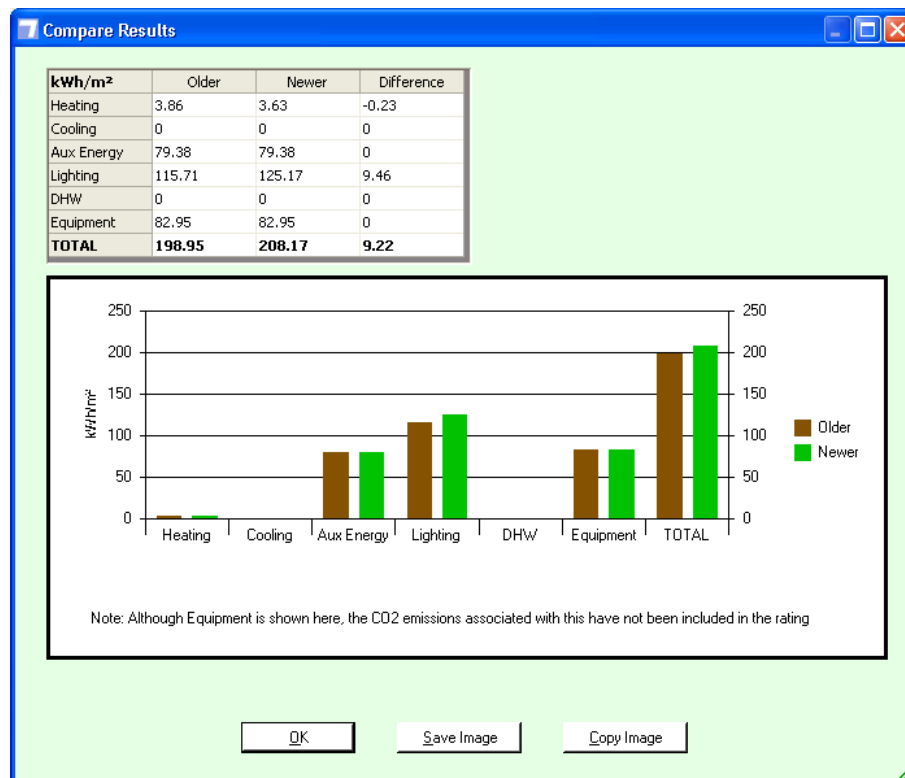 Compare Results
kWh/m² Older Newer Difference
Heating 3.86 3.63 -0.23
Cooling 0 0 0
Aux Energy 79.38 79.38 0
Lighting 115.71 125.17 9.46
DHW 0 0 0
Equipment 82.95 82.95 0
TOTAL 198.95 208.17 9.22
250 250
200 200
150 150
100 100
50 50
0 0
kWh/m²
Older
Newer
Heating Cooling Aux Energy Lighting DHW Equipment TOTAL
Note: Although Equipment is shown here, the CO2 emissions associated with this have not been included in the rating
OK Save Image Copy Image